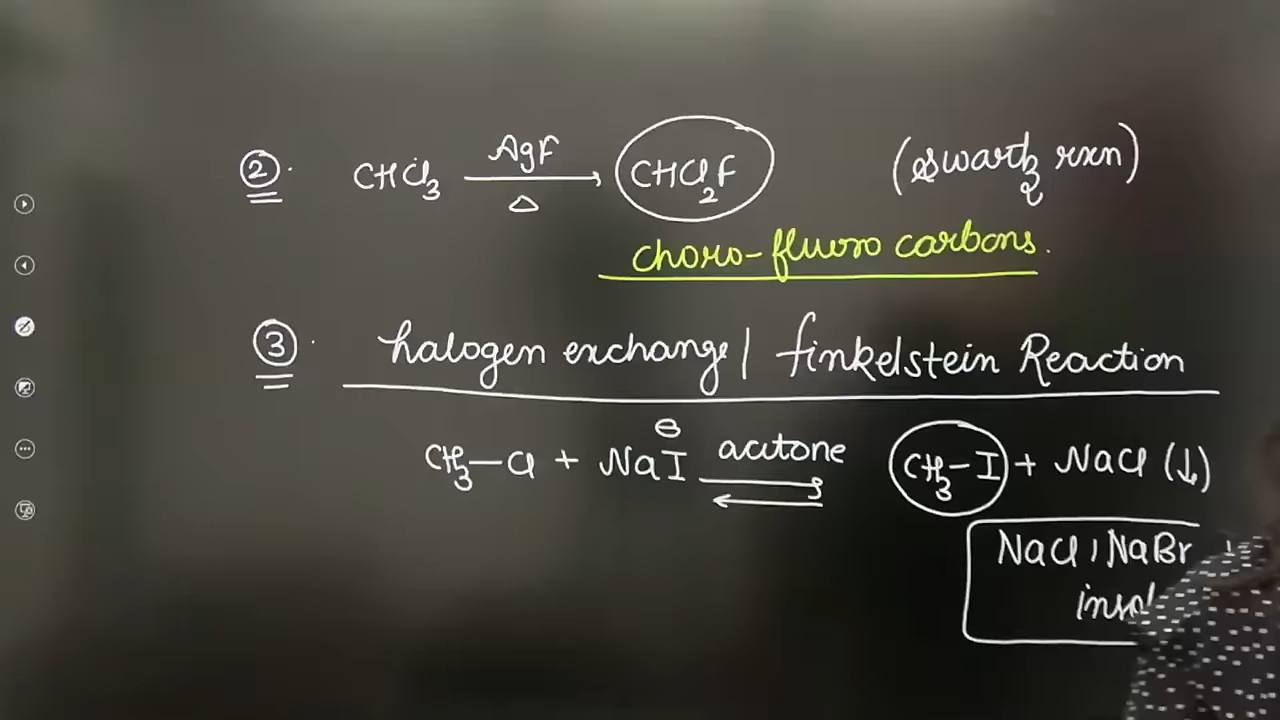 ② CHCl₃ —AgF/Δ→ CHCl₂F (Swartz rxn)
Choro-fluoro carbons.
③ halogen exchange / finkelstein Reaction
CH₃–Cl + NaI ⊖ acetone ⇌ CH₃–I + NaCl (↓)
NaCl, NaBr